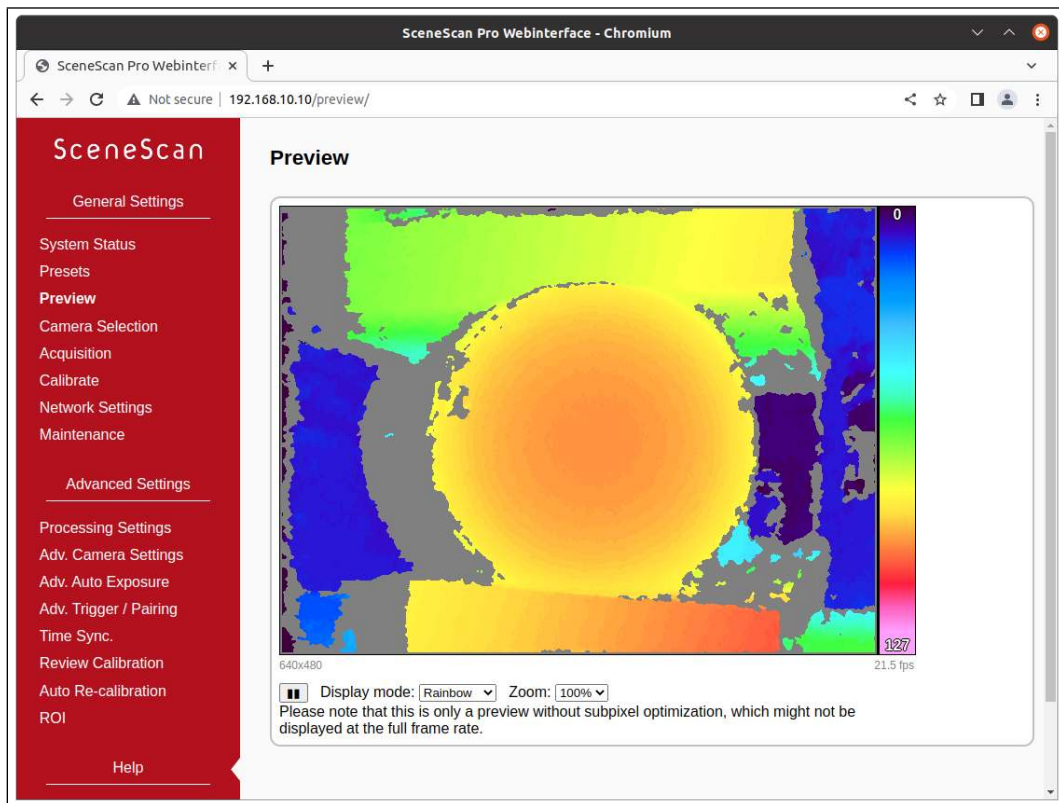 SceneScan Pro Webinterface - Chromium
SceneScan Pro Webinterf
Not secure | 192.168.10.10/preview/
SceneScan
General Settings
System Status
Presets
Preview
Camera Selection
Acquisition
Calibrate
Network Settings
Maintenance
Advanced Settings
Processing Settings
Adv. Camera Settings
Adv. Auto Exposure
Adv. Trigger / Pairing
Time Sync.
Review Calibration
Auto Re-calibration
ROI
Help
Preview
0
127
640x480
21.5 fps
Display mode: Rainbow Zoom: 100%
Please note that this is only a preview without subpixel optimization, which might not be
displayed at the full frame rate.